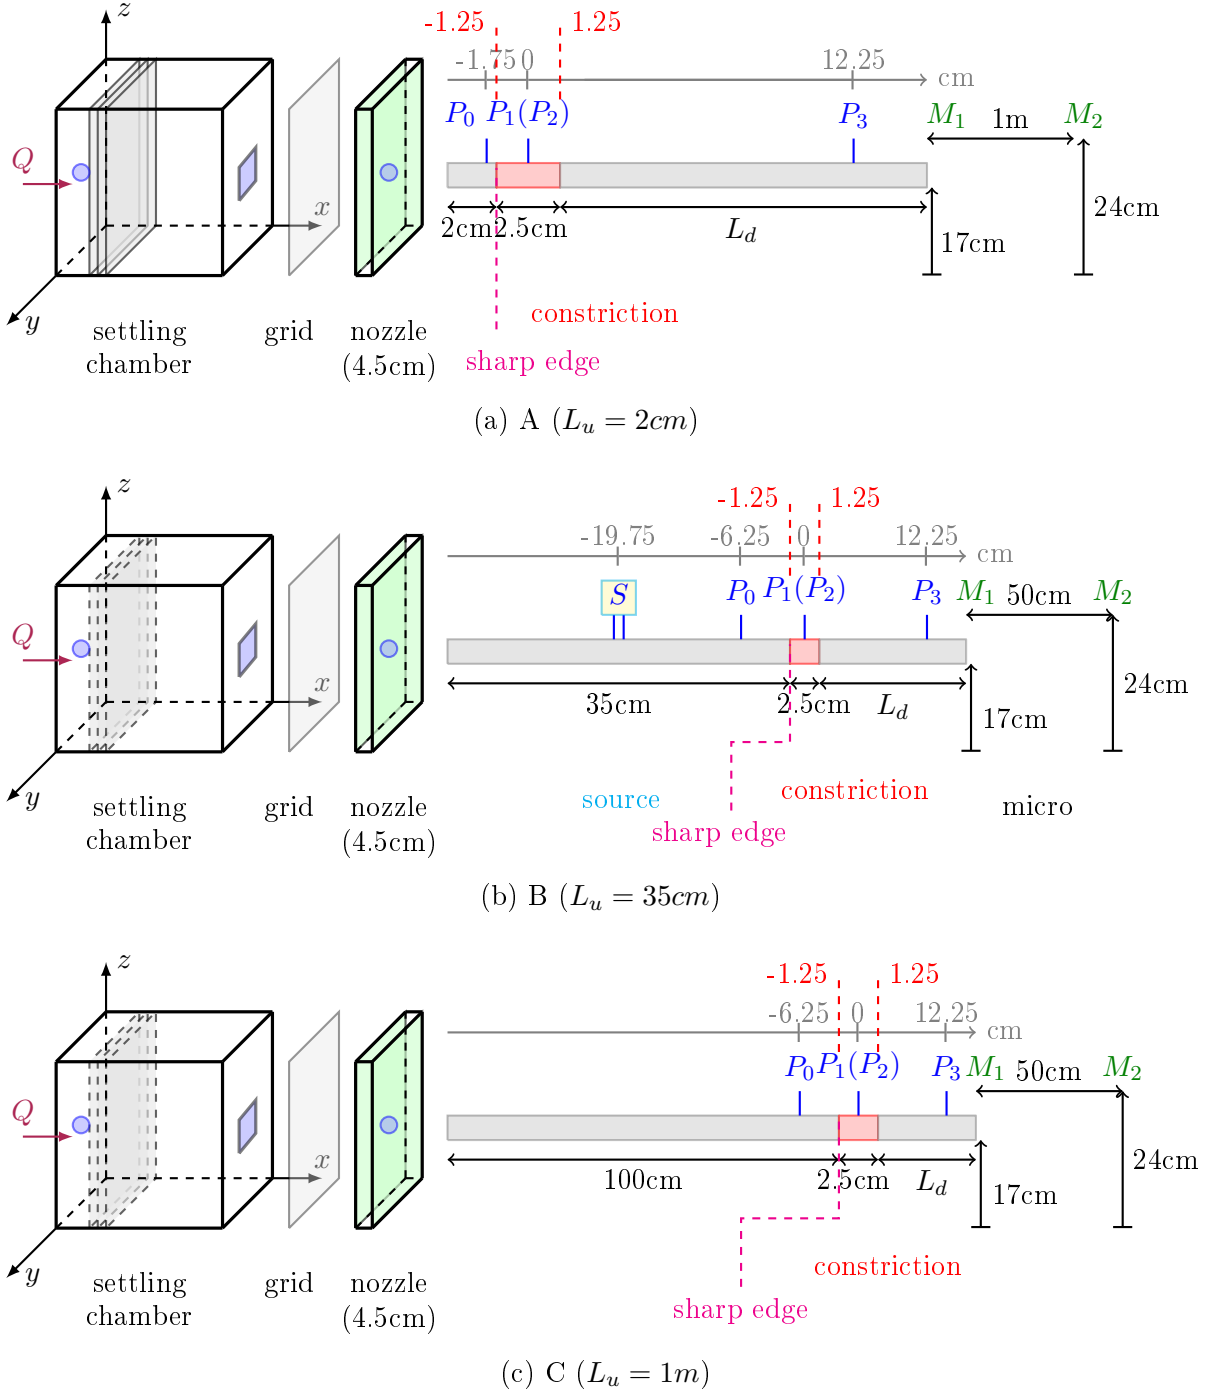 z
-1.25
1.25
-1.75
0
12.25
cm
P0
P1(P2)
P3
M1
1m
M2
Q
x
2cm
2.5cm
Ld
17cm
24cm
y
settling
chamber
grid
nozzle
(4.5cm)
constriction
sharp edge
(a) A (Lu = 2cm)
z
-1.25
1.25
-19.75
-6.25
0
12.25
cm
S
P0
P1(P2)
P3
M1
50cm
M2
Q
x
35cm
2.5cm
Ld
17cm
24cm
y
settling
chamber
grid
nozzle
(4.5cm)
source
constriction
micro
sharp edge
(b) B (Lu = 35cm)
z
-1.25
1.25
-6.25
0
12.25
cm
P0
P1(P2)
P3
M1
50cm
M2
Q
x
100cm
2.5cm
Ld
17cm
24cm
y
settling
chamber
grid
nozzle
(4.5cm)
constriction
sharp edge
(c) C (Lu = 1m)